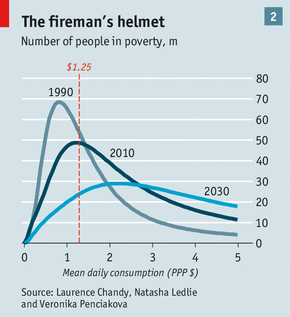 The fireman's helmet
2
Number of people in poverty, m
$1.25
1990
2010
2030
80
70
60
50
40
30
20
10
0
0 1 2 3 4 5
Mean daily consumption (PPP $)
Source: Laurence Chandy, Natasha Ledlie
and Veronika Penciakova